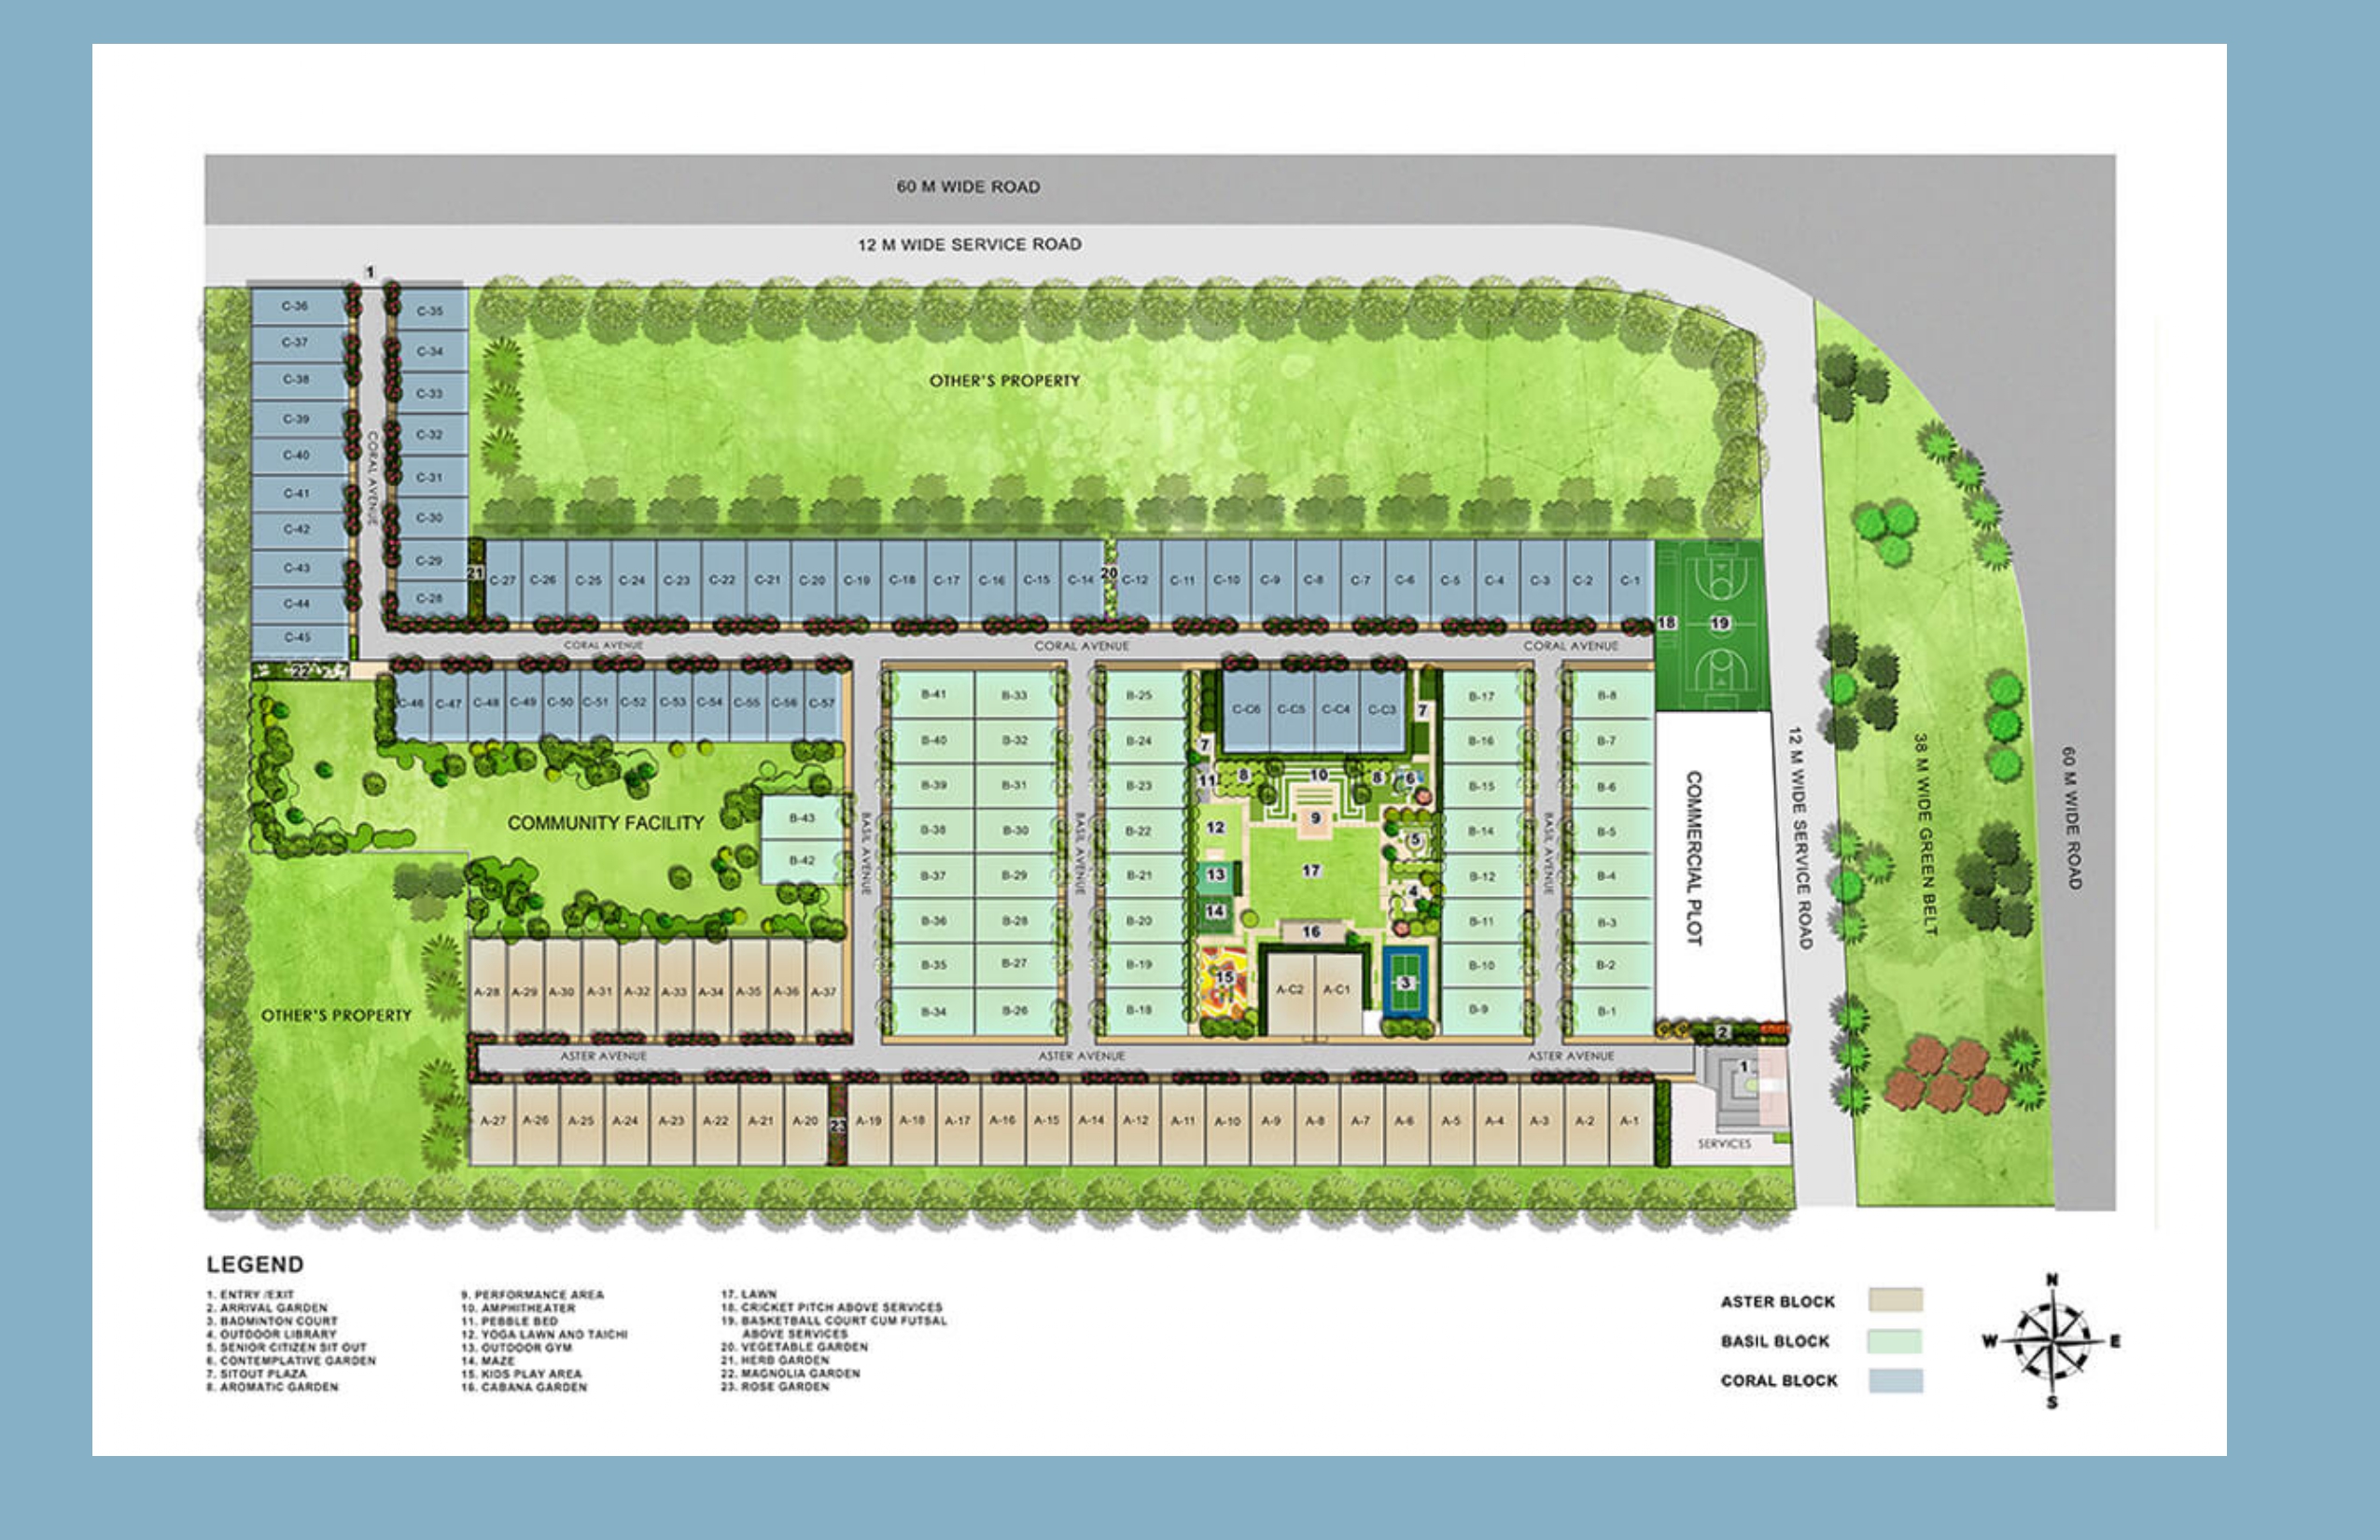 60 M WIDE ROAD
12 M WIDE SERVICE ROAD
1
C-36
C-37
C-38
C-39
C-40
C-41
C-42
C-43
C-44
C-45
CORAL AVENUE
C-35
C-34
C-33
C-32
C-31
C-30
C-29
C-28
OTHER'S PROPERTY
21
C-27 C-26 C-25 C-24 C-23 C-22 C-21 C-20 C-19 C-18 C-17 C-16 C-15 C-14 20 C-12 C-11 C-10 C-9 C-8 C-7 C-6 C-5 C-4 C-3 C-2 C-1
18 19
CORAL AVENUE CORAL AVENUE CORAL AVENUE
22
C-46 C-47 C-48 C-49 C-50 C-51 C-52 C-53 C-54 C-55 C-56 C-57
COMMUNITY FACILITY
B-43
B-42
BASIL AVENUE
B-41 B-33
B-40 B-32
B-39 B-31
B-38 B-30
B-37 B-29
B-36 B-28
B-35 B-27
B-34 B-26
BASIL AVENUE
B-25
B-24
B-23
B-22
B-21
B-20
B-19
B-18
C-C6 C-C5 C-C4 C-C3
7
7
11 8 10 8 6
12 9 5
13 17 4
14
16
15 A-C2 A-C1 3
B-17
B-16
B-15
B-14
B-12
B-11
B-10
B-9
BASIL AVENUE
B-8
B-7
B-6
B-5
B-4
B-3
B-2
B-1
COMMERCIAL PLOT
12 M WIDE SERVICE ROAD
38 M WIDE GREEN BELT
60 M WIDE ROAD
OTHER'S PROPERTY
A-28 A-29 A-30 A-31 A-32 A-33 A-34 A-35 A-36 A-37
2
ASTER AVENUE ASTER AVENUE ASTER AVENUE
1
A-27 A-26 A-25 A-24 A-23 A-22 A-21 A-20 23 A-19 A-18 A-17 A-16 A-15 A-14 A-12 A-11 A-10 A-9 A-8 A-7 A-6 A-5 A-4 A-3 A-2 A-1
SERVICES
LEGEND
1. ENTRY /EXIT
2. ARRIVAL GARDEN
3. BADMINTON COURT
4. OUTDOOR LIBRARY
5. SENIOR CITIZEN SIT OUT
6. CONTEMPLATIVE GARDEN
7. SITOUT PLAZA
8. AROMATIC GARDEN
9. PERFORMANCE AREA
10. AMPHITHEATER
11. PEBBLE BED
12. YOGA LAWN AND TAICHI
13. OUTDOOR GYM
14. MAZE
15. KIDS PLAY AREA
16. CABANA GARDEN
17. LAWN
18. CRICKET PITCH ABOVE SERVICES
19. BASKETBALL COURT CUM FUTSAL
ABOVE SERVICES
20. VEGETABLE GARDEN
21. HERB GARDEN
22. MAGNOLIA GARDEN
23. ROSE GARDEN
ASTER BLOCK
BASIL BLOCK
CORAL BLOCK
N
W E
S